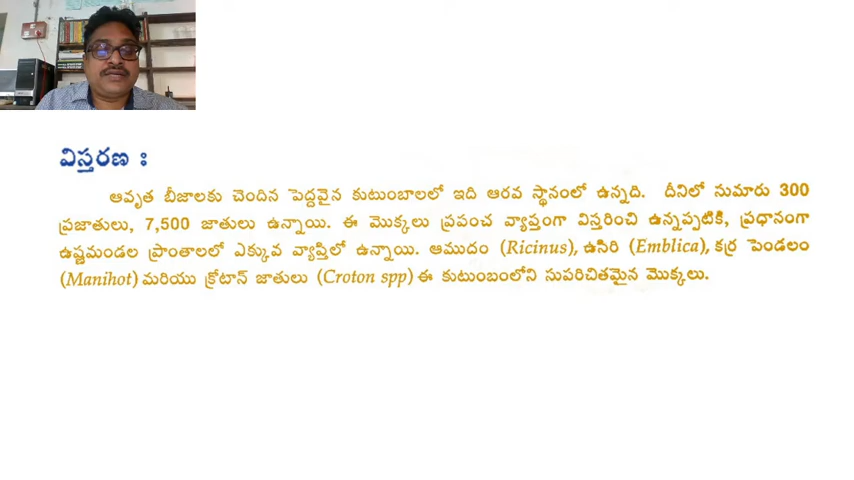 విస్తరణ :
ఆవృత బీజాలకు చెందిన పెద్దవైన కుటుంబాలలో ఇది ఆరవ స్థానంలో ఉన్నది. దీనిలో సుమారు 300
ప్రజాతులు, 7,500 జాతులు ఉన్నాయి. ఈ మొక్కలు ప్రపంచ వ్యాప్తంగా విస్తరించి ఉన్నప్పటికీ, ప్రధానంగా
ఉష్ణమండల ప్రాంతాలలో ఎక్కువ వ్యాప్తిలో ఉన్నాయి. ఆముదం (Ricinus), ఉసిరి (Emblica), కర్ర పెండలం
(Manihot) మరియు క్రోటాన్ జాతులు (Croton spp) ఈ కుటుంబంలోని సుపరిచితమైన మొక్కలు.